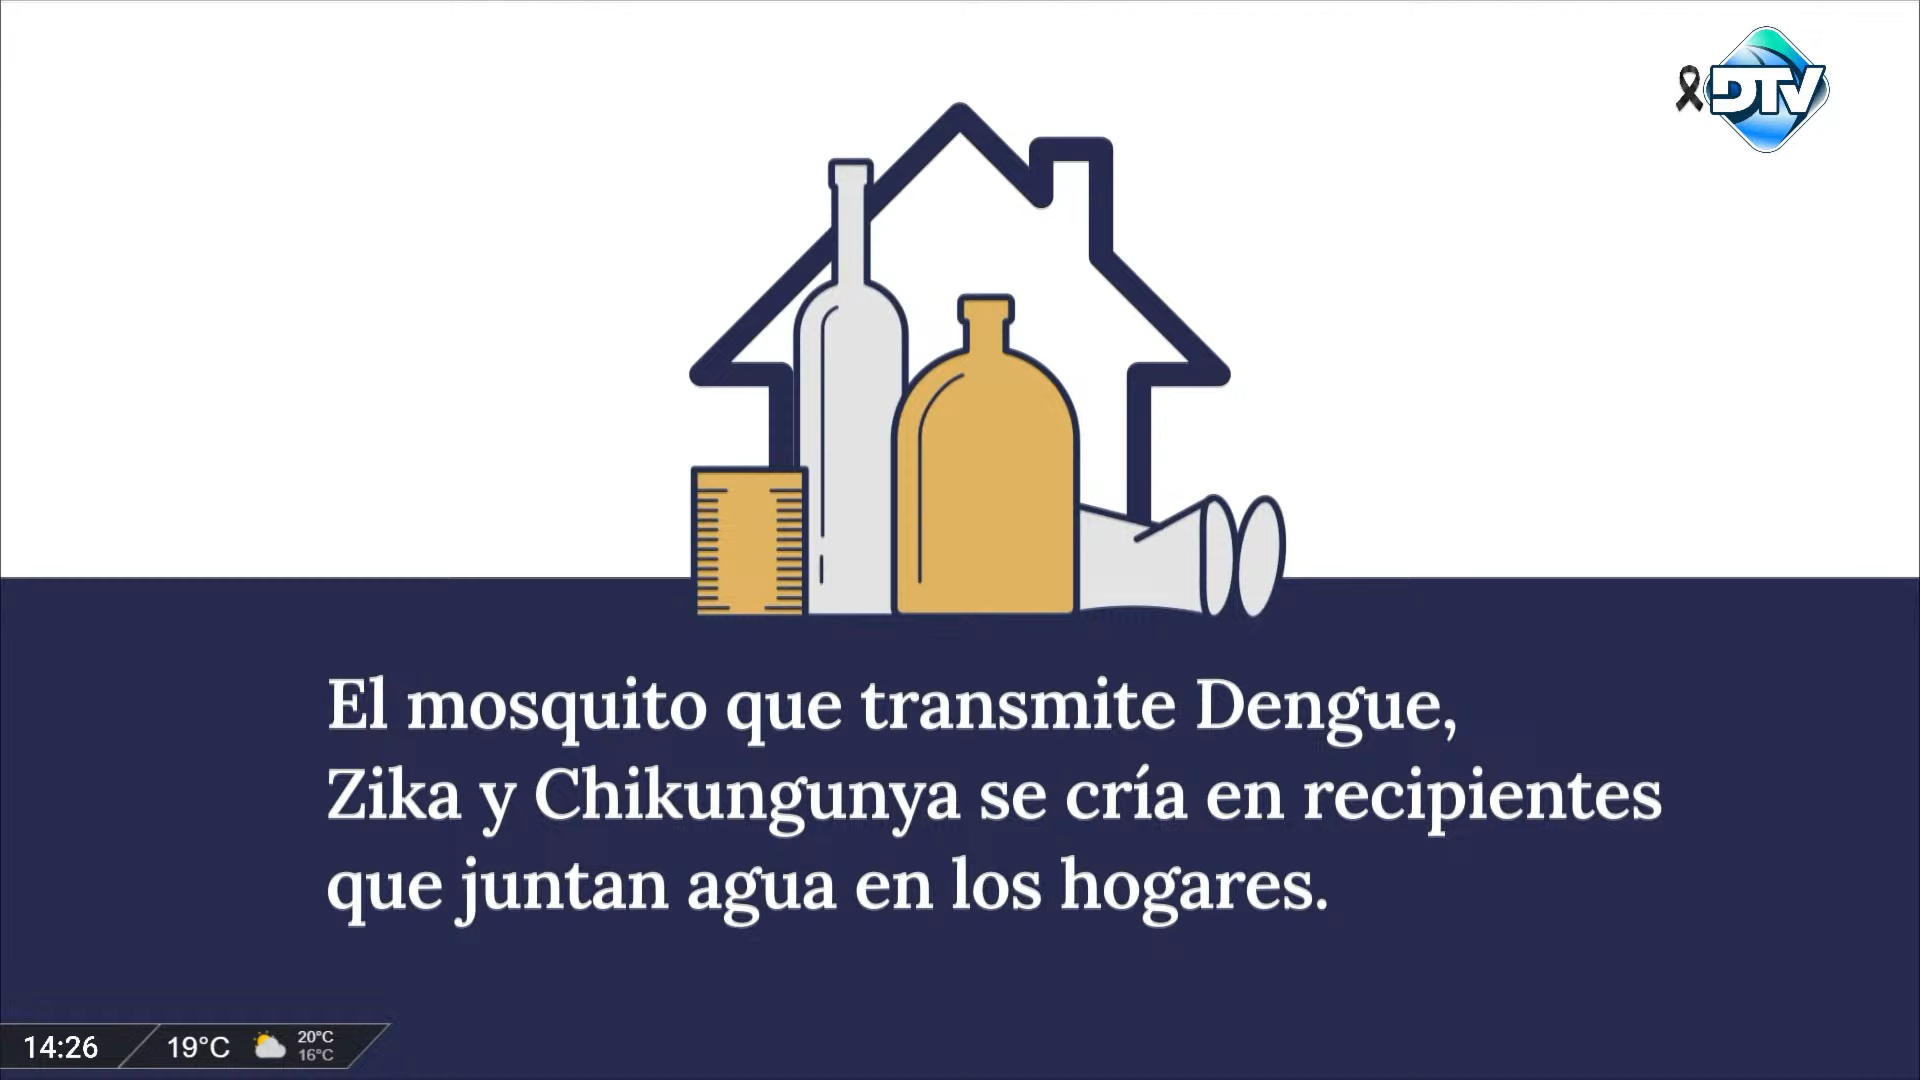 DTV
El mosquito que transmite Dengue,
Zika y Chikungunya se cría en recipientes
que juntan agua en los hogares.
14:26 19°C 20°C
16°C